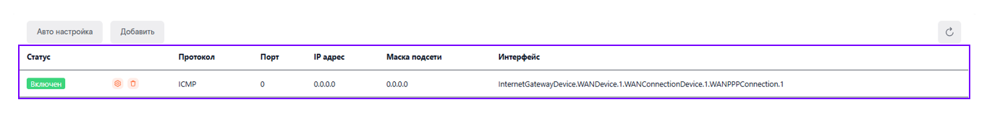 Авто настройка Добавить
Статус Протокол Порт IP адрес Маска подсети Интерфейс
Включен ICMP 0 0.0.0.0 0.0.0.0 InternetGatewayDevice.WANDevice.1.WANConnectionDevice.1.WANPPPConnection.1